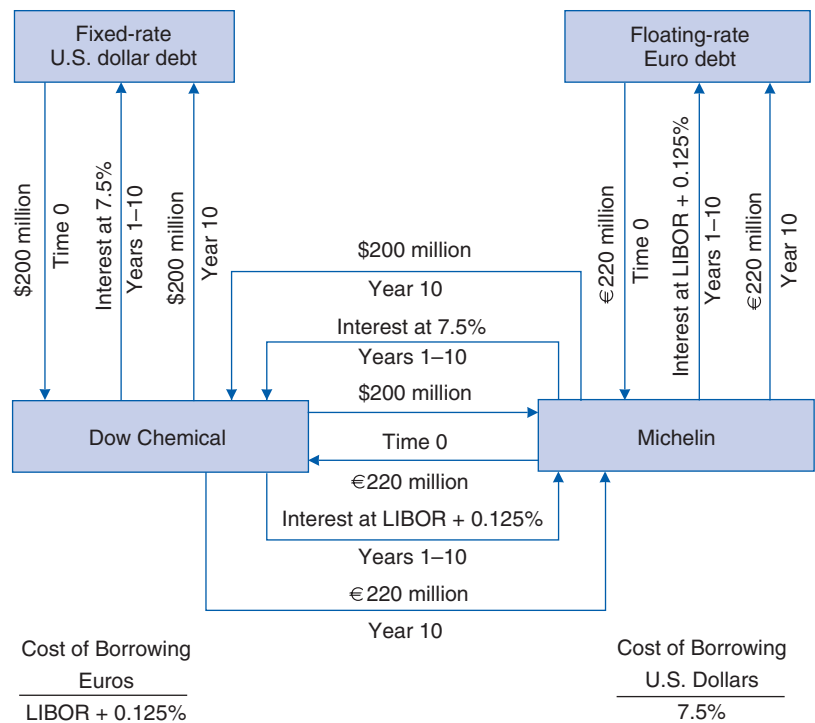 Fixed-rate
U.S. dollar debt
Floating-rate
Euro debt
$200 million
Time 0
Interest at 7.5%
Years 1–10
$200 million
Year 10
€220 million
Time 0
Interest at LIBOR + 0.125%
Years 1–10
€220 million
Year 10
$200 million
Year 10
Interest at 7.5%
Years 1–10
$200 million
Dow Chemical
Time 0
Michelin
€220 million
Interest at LIBOR + 0.125%
Years 1–10
€220 million
Year 10
Cost of Borrowing
Euros
LIBOR + 0.125%
Cost of Borrowing
U.S. Dollars
7.5%